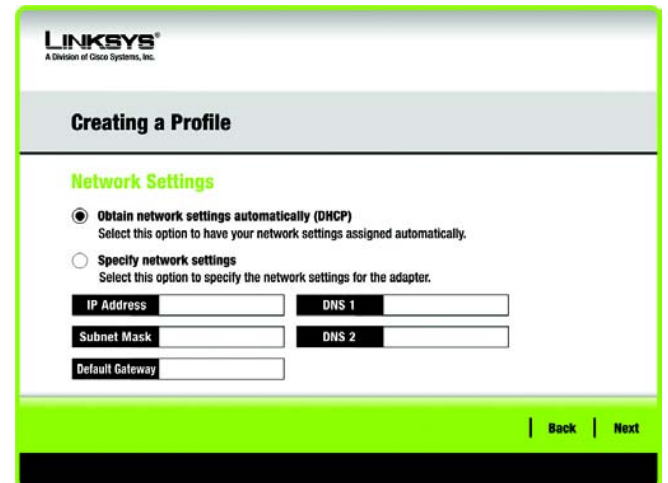 LINKSYS®
A Division of Cisco Systems, Inc.
Creating a Profile
Network Settings
Obtain network settings automatically (DHCP)
Select this option to have your network settings assigned automatically.
Specify network settings
Select this option to specify the network settings for the adapter.
IP Address DNS 1
Subnet Mask DNS 2
Default Gateway
Back Next